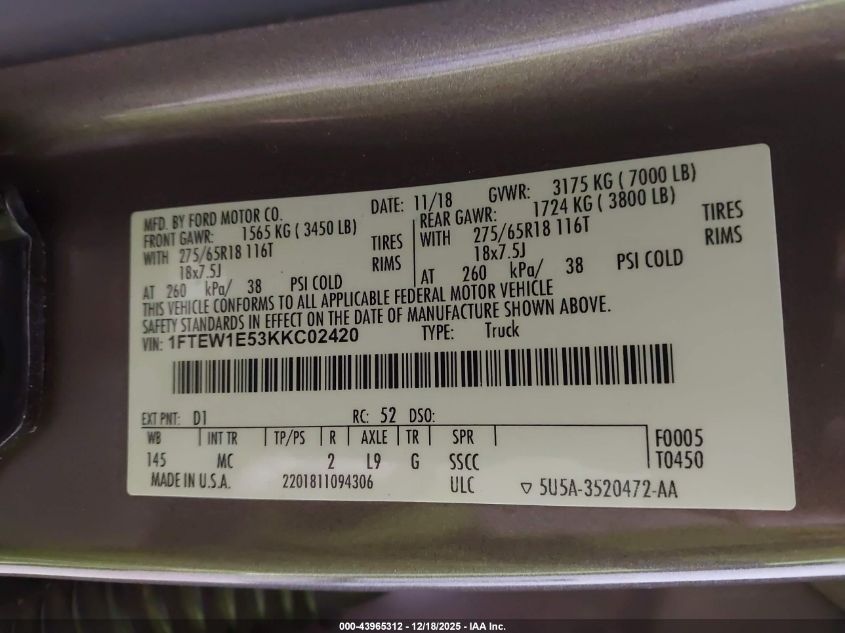 MFD. BY FORD MOTOR CO. DATE: 11/18 GVWR: 3175 KG ( 7000 LB)
FRONT GAWR: 1565 KG ( 3450 LB) REAR GAWR: 1724 KG ( 3800 LB)
WITH 275/65R18 116T TIRES WITH 275/65R18 116T TIRES
18x7.5J RIMS 18x7.5J RIMS
AT 260 kPa/ 38 PSI COLD AT 260 kPa/ 38 PSI COLD
THIS VEHICLE CONFORMS TO ALL APPLICABLE FEDERAL MOTOR VEHICLE
SAFETY STANDARD IN EFFECT ON THE DATE OF MANUFACTURE SHOWN ABOVE.
VIN: 1FTEW1E53KKC02420 TYPE: Truck
EXT PNT: D1 RC: 52 DSO:
WB INT TR TP/PS R AXLE TR SPR F0005
145 MC 2 L9 G SSCC T0450
MADE IN U.S.A. 2201811094306 ULC ▽ 5U5A-3520472-AA
000-43965312 - 12/18/2025 - IAA Inc.